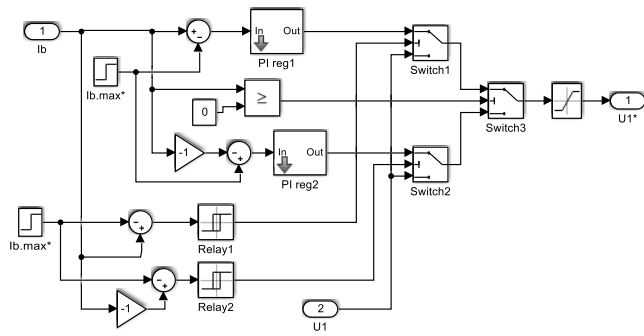 1
Ib
+ -
In Out
PI reg1
Switch1
Ib.max*
0
≥
Switch3
1
U1*
-1
- +
In Out
PI reg2
Switch2
Ib.max*
- +
Relay1
- +
Relay2
-1
2
U1